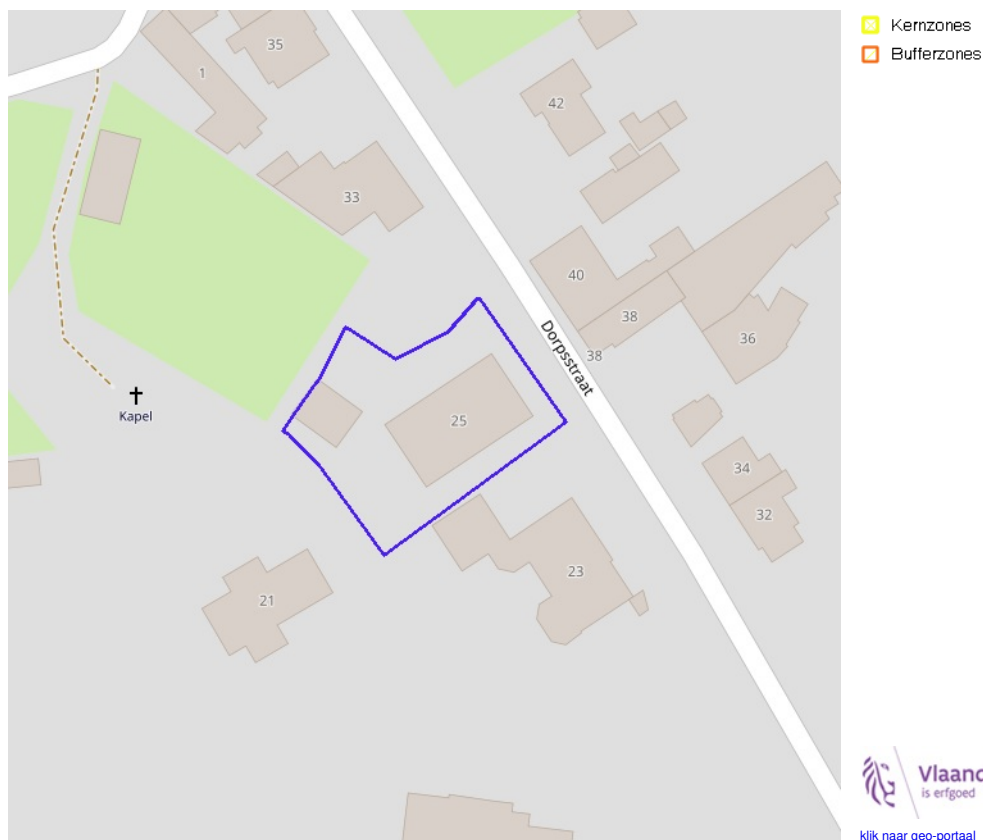 Kernzones
Bufferzones
35
1
42
33
40
38
38
36
Dorpsstraat
Kapel
25
34
32
23
21
Vlaand
is erfgoed
klik naar geo-portaal